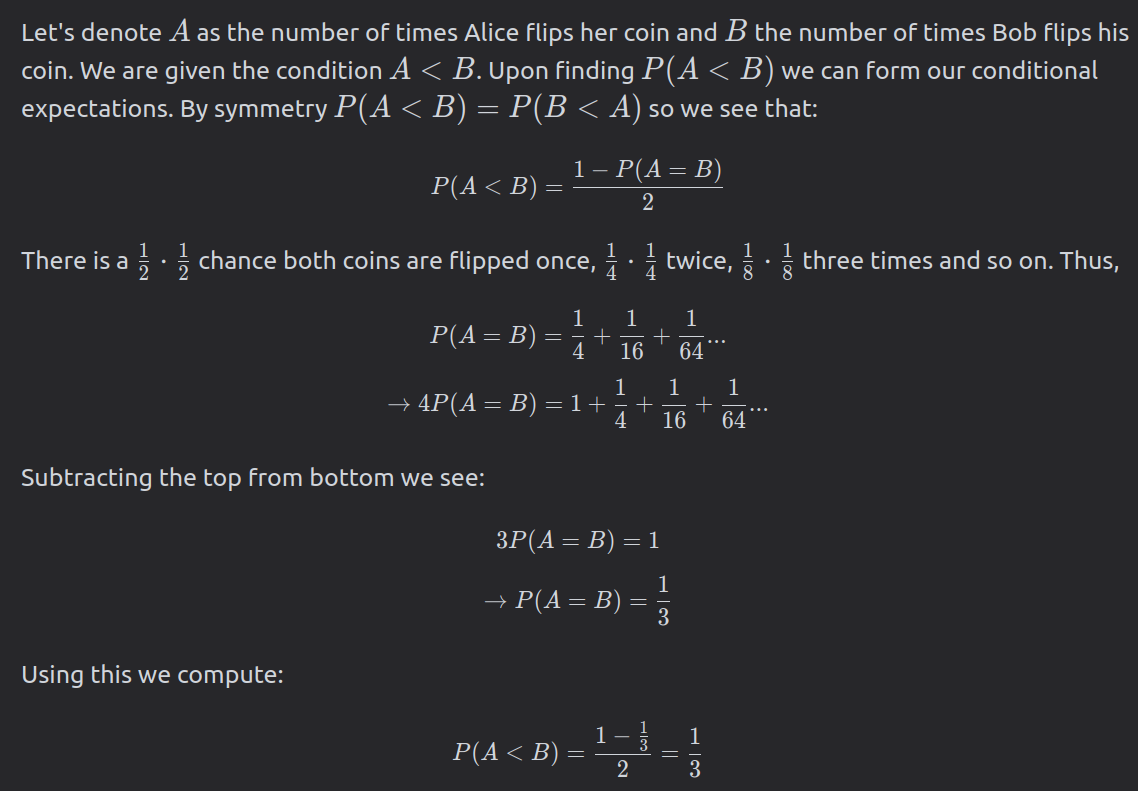 Let's denote A as the number of times Alice flips her coin and B the number of times Bob flips his
coin. We are given the condition A < B. Upon finding P(A < B) we can form our conditional
expectations. By symmetry P(A < B) = P(B < A) so we see that:
P(A < B) = \frac{1 − P(A = B)}{2}
There is a \frac{1}{2} · \frac{1}{2} chance both coins are flipped once, \frac{1}{4} · \frac{1}{4} twice, \frac{1}{8} · \frac{1}{8} three times and so on. Thus,
P(A = B) = \frac{1}{4} + \frac{1}{16} + \frac{1}{64}...
→ 4P(A = B) = 1 + \frac{1}{4} + \frac{1}{16} + \frac{1}{64}...
Subtracting the top from bottom we see:
3P(A = B) = 1
→ P(A = B) = \frac{1}{3}
Using this we compute:
P(A < B) = \frac{1 − \frac{1}{3}}{2} = \frac{1}{3}